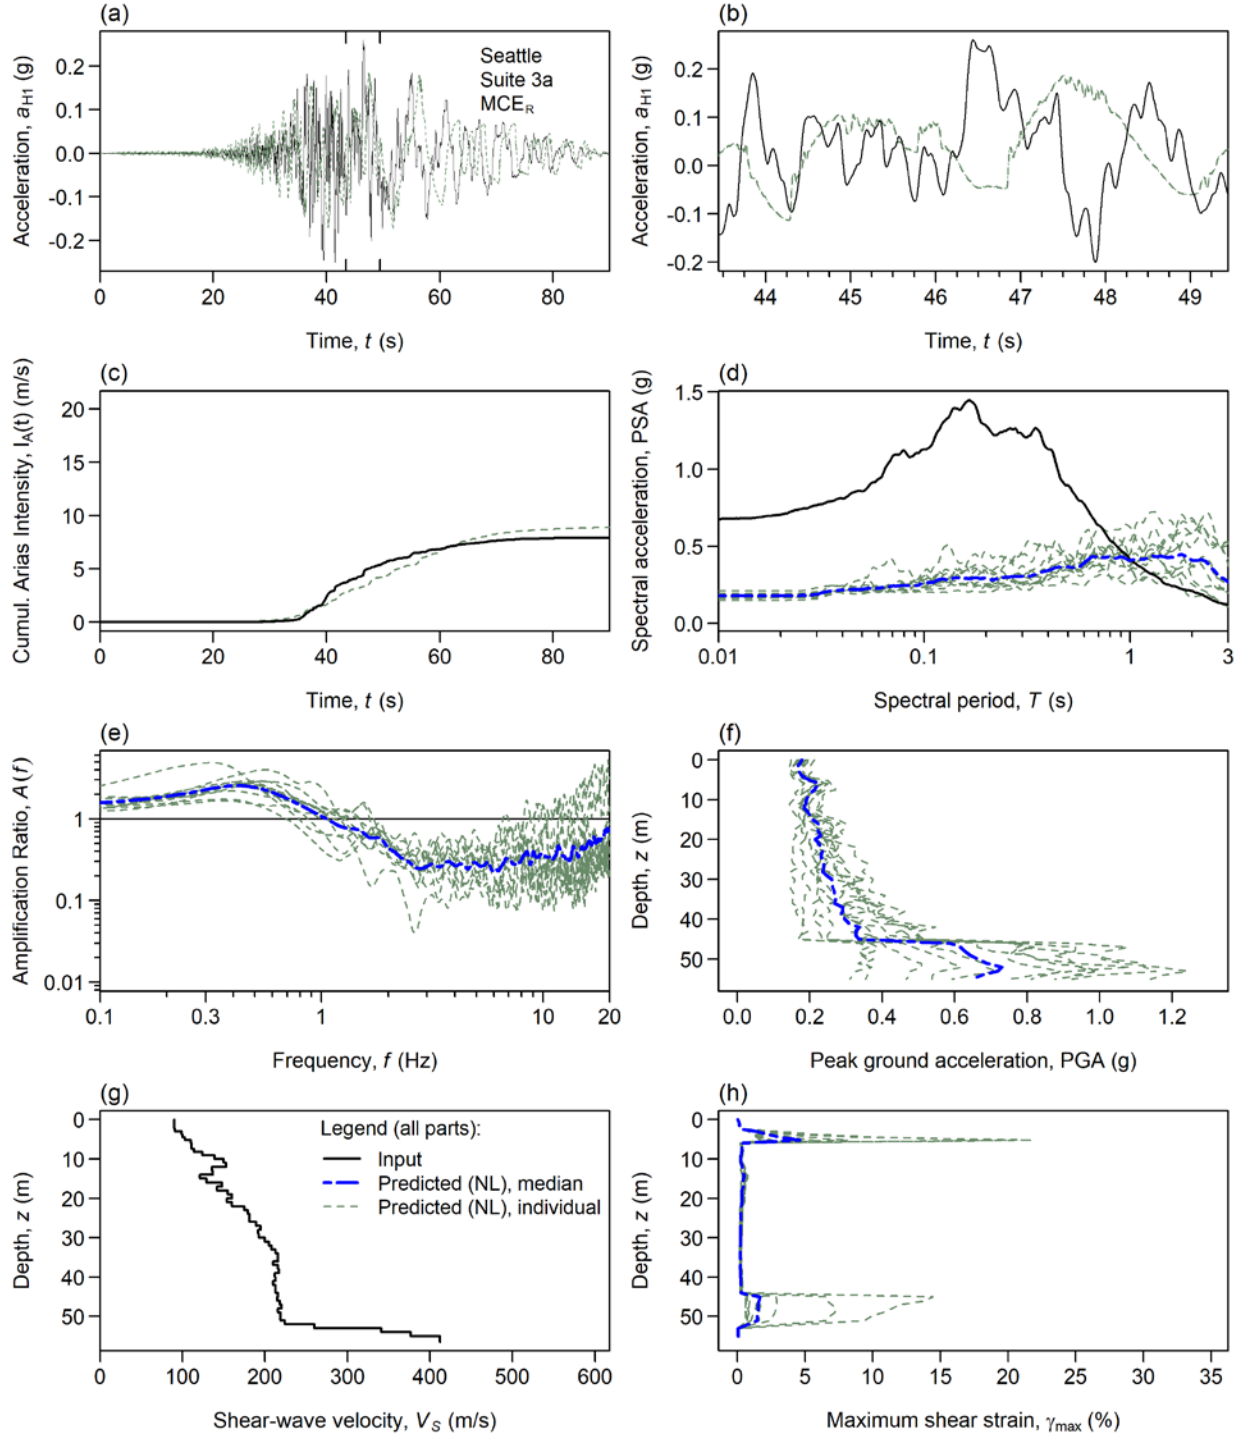 (a)
Acceleration, aH1 (g)
0.2
0.1
0.0
-0.1
-0.2
Seattle
Suite 3a
MCER
0 20 40 60 80
Time, t (s)
(b)
Acceleration, aH1 (g)
0.2
0.1
0.0
-0.1
-0.2
44 45 46 47 48 49
Time, t (s)
(c)
Cumul. Arias Intensity, IA(t) (m/s)
20
15
10
5
0
0 20 40 60 80
Time, t (s)
(d)
Spectral acceleration, PSA (g)
1.5
1.0
0.5
0.0
0.01 0.1 1 3
Spectral period, T (s)
(e)
Amplification Ratio, A(f)
1
0.1
0.01
0.1 0.3 1 3 10 20
Frequency, f (Hz)
(f)
Depth, z (m)
0
10
20
30
40
50
0.0 0.2 0.4 0.6 0.8 1.0 1.2
Peak ground acceleration, PGA (g)
(g)
Depth, z (m)
0
10
20
30
40
50
Legend (all parts):
Input
Predicted (NL), median
Predicted (NL), individual
0 100 200 300 400 500 600
Shear-wave velocity, VS (m/s)
(h)
Depth, z (m)
0
10
20
30
40
50
0 5 10 15 20 25 30 35
Maximum shear strain, γmax (%)